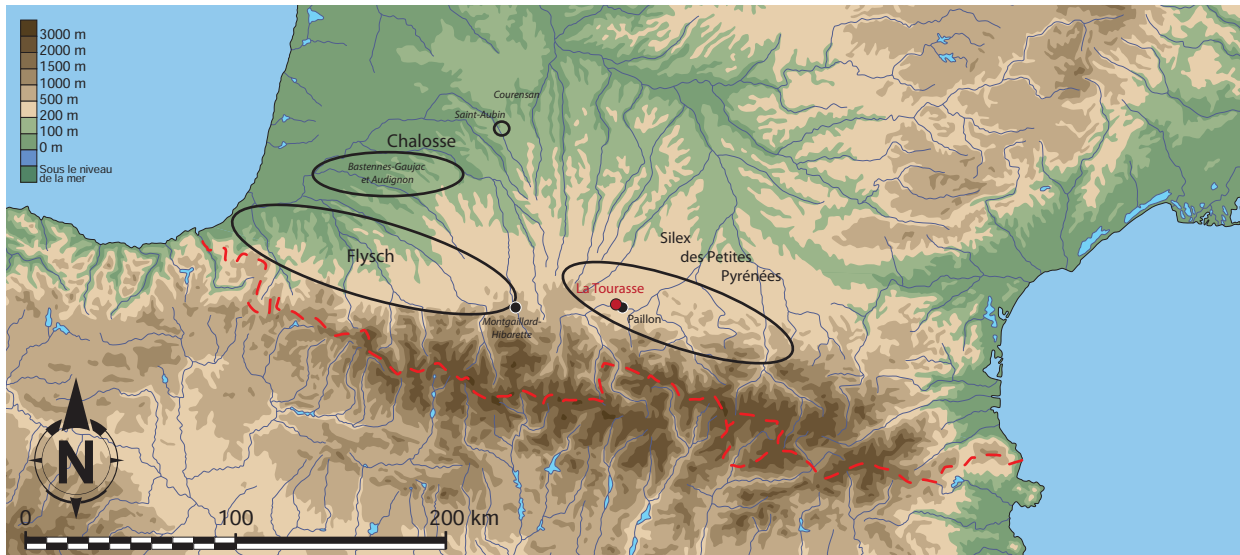 3000 m
2000 m
1500 m
1000 m
500 m
200 m
100 m
0 m
Sous le niveau
de la mer
Courensan
Saint-Aubin
Chalosse
Bastennes-Gaujac
et Audignon
Flysch
Silex
des Petites
Pyrénées
La Tourasse
Paillon
Montgaillard-
Hibarette
N
0
100
200 km